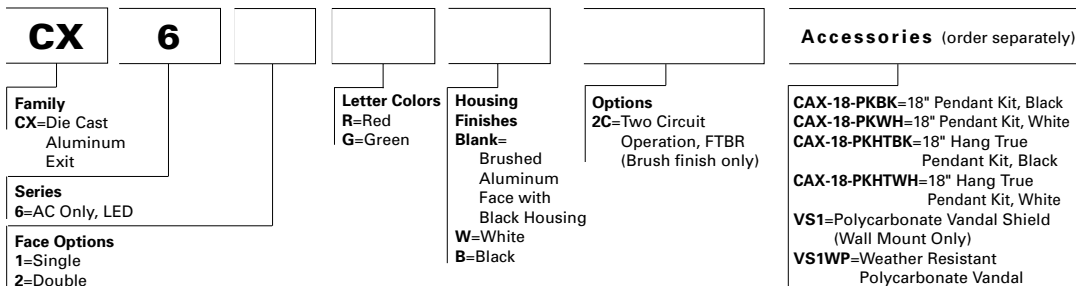 CX 6 Accessories (order separately)
Family
CX=Die Cast
Aluminum
Exit
Series
6=AC Only, LED
Face Options
1=Single
2=Double
Letter Colors
R=Red
G=Green
Housing
Finishes
Blank=
Brushed
Aluminum
Face with
Black Housing
W=White
B=Black
Options
2C=Two Circuit
Operation, FTBR
(Brush finish only)
CAX-18-PKBK=18" Pendant Kit, Black
CAX-18-PKWH=18" Pendant Kit, White
CAX-18-PKHTBK=18" Hang True
Pendant Kit, Black
CAX-18-PKHTWH=18" Hang True
Pendant Kit, White
VS1=Polycarbonate Vandal Shield
(Wall Mount Only)
VS1WP=Weather Resistant
Polycarbonate Vandal